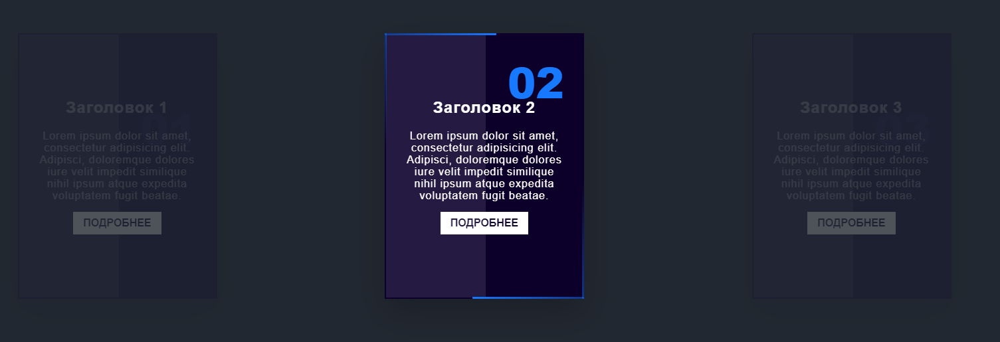 Заголовок 1
01
Lorem ipsum dolor sit amet,
consectetur adipisicing elit.
Adipisci, doloremque dolores
iure velit impedit similique
nihil ipsum atque expedita
voluptatem fugit beatae.
ПОДРОБНЕЕ
02
Заголовок 2
Lorem ipsum dolor sit amet,
consectetur adipisicing elit.
Adipisci, doloremque dolores
iure velit impedit similique
nihil ipsum atque expedita
voluptatem fugit beatae.
ПОДРОБНЕЕ
Заголовок 3
03
Lorem ipsum dolor sit amet,
consectetur adipisicing elit.
Adipisci, doloremque dolores
iure velit impedit similique
nihil ipsum atque expedita
voluptatem fugit beatae.
ПОДРОБНЕЕ